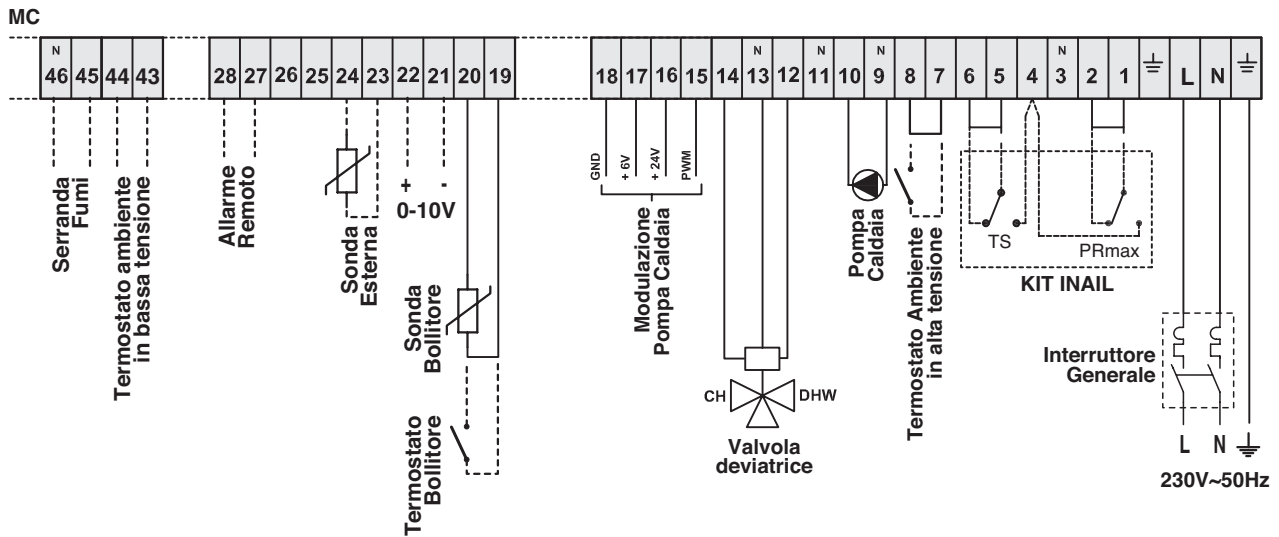 MC
N N N N N
46 45 44 43 28 27 26 25 24 23 22 21 20 19 18 17 16 15 14 13 12 11 10 9 8 7 6 5 4 3 2 1 L N
Serranda
Fumi
Termostato ambiente
in bassa tensione
Allarme
Remoto
Sonda
Esterna
+ -
0-10V
Sonda
Bollitore
Termostato
Bollitore
GND
+ 6V
+ 24V
PWM
Modulazione
Pompa Caldaia
CH
DHW
Valvola
deviatrice
Pompa
Caldaia
Termostato Ambiente
in alta tensione
TS
PRmax
KIT INAIL
Interruttore
Generale
L N
230V~50Hz